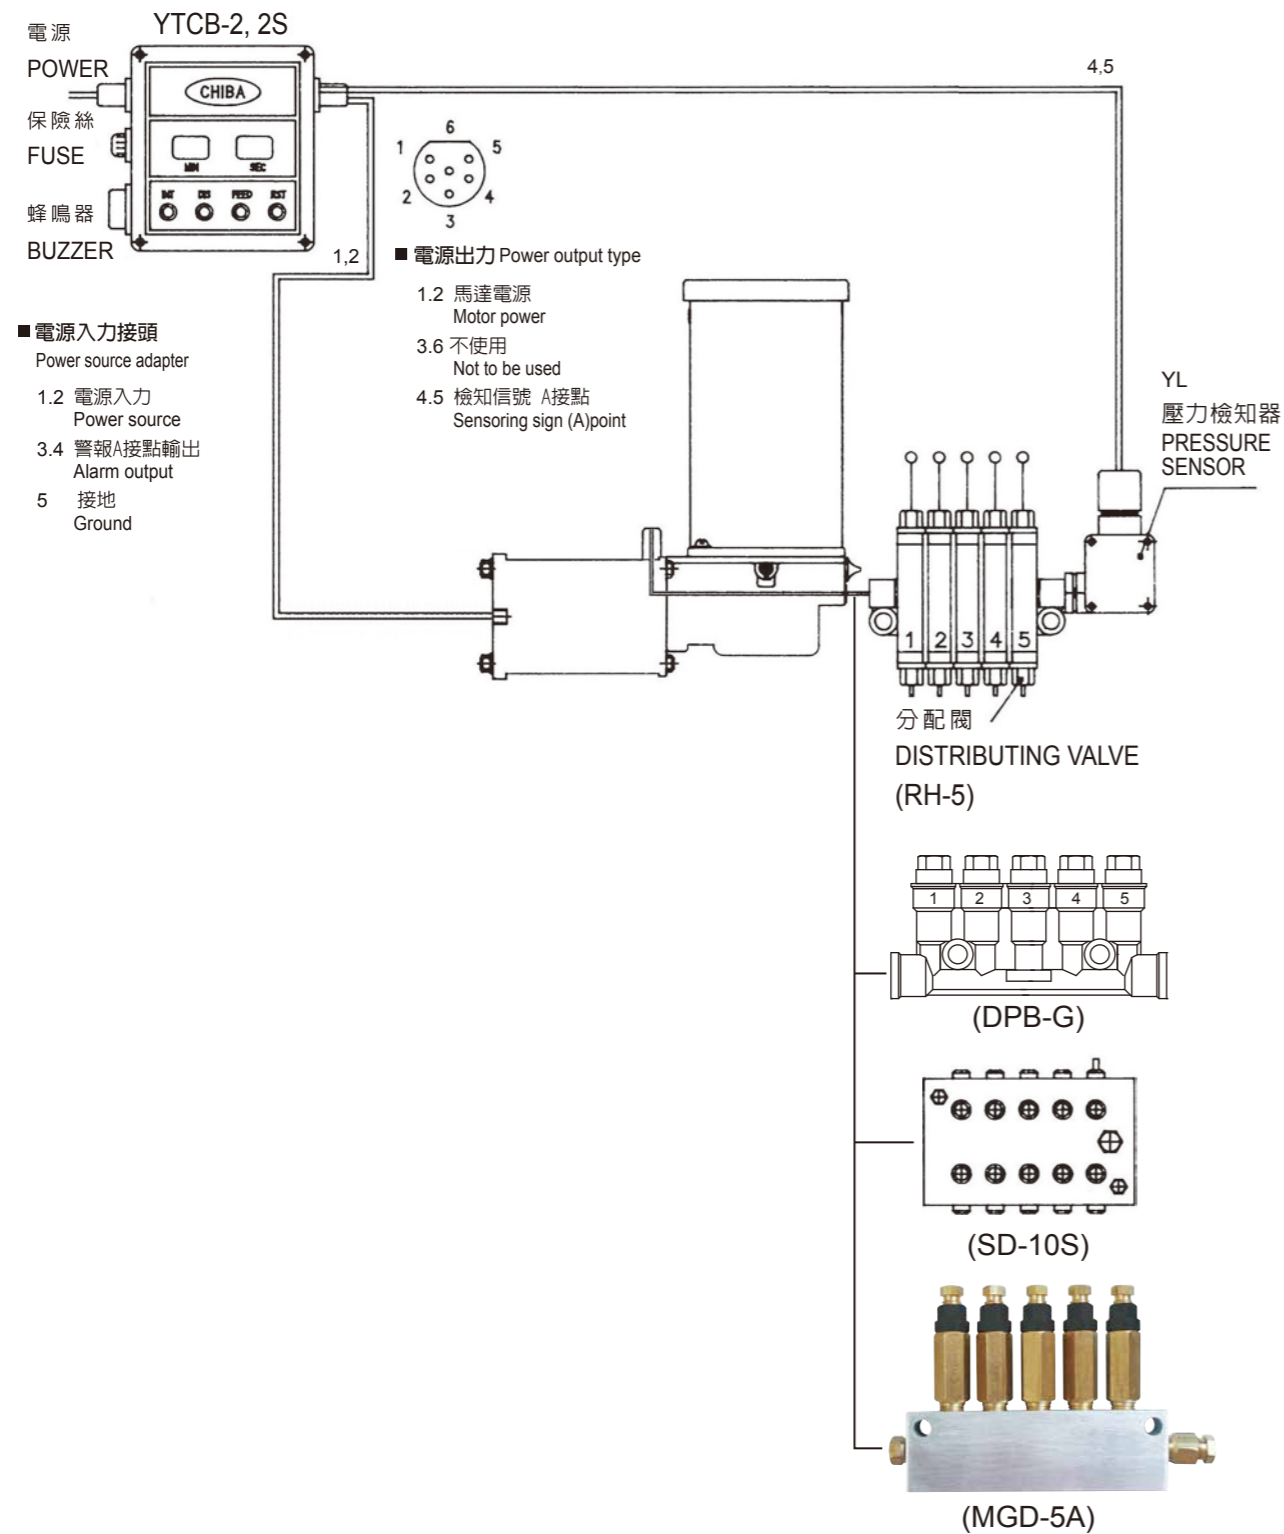 YTCB-2, 2S
電源
POWER
保險絲
FUSE
蜂鳴器
BUZZER
CHIBA
MIN SEC
INT DIS FEED RST
4,5
1,2
6
1 5
2 4
3
■ 電源出力 Power output type
1.2 馬達電源
Motor power
3.6 不使用
Not to be used
4.5 檢知信號 A接點
Sensoring sign (A)point
■ 電源入力接頭
Power source adapter
1.2 電源入力
Power source
3.4 警報A接點輸出
Alarm output
5 接地
Ground
YL
壓力檢知器
PRESSURE
SENSOR
1 2 3 4 5
分配閥
DISTRIBUTING VALVE
(RH-5)
1 2 3 4 5
(DPB-G)
(SD-10S)
(MGD-5A)